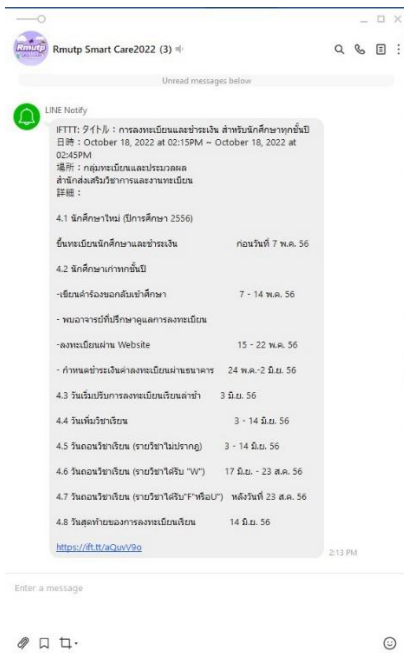 Rmutp
Rmutp Smart Care2022 (3)
Unread messages below
LINE Notify
IFTTT: タイトル : การลงทะเบียนและชำระเงิน สำหรับนักศึกษาทุกชั้นปี
日時 : October 18, 2022 at 02:15PM ~ October 18, 2022 at
02:45PM
場所 : กลุ่มทะเบียนและประมวลผล
สำนักส่งเสริมวิชาการและงานทะเบียน
詳細 :
4.1 นักศึกษาใหม่ (ปีการศึกษา 2556)
ขึ้นทะเบียนนักศึกษาและชำระเงิน ก่อนวันที่ 7 พ.ค. 56
4.2 นักศึกษาเก่าทุกชั้นปี
-เขียนคำร้องขอกลับเข้าศึกษา 7 - 14 พ.ค. 56
- พบอาจารย์ที่ปรึกษาดูแลการลงทะเบียน
-ลงทะเบียนผ่าน Website 15 - 22 พ.ค. 56
- กำหนดชำระเงินค่าลงทะเบียนผ่านธนาคาร 24 พ.ค.-2 มิ.ย. 56
4.3 วันเริ่มปรับการลงทะเบียนเรียนล่าช้า 3 มิ.ย. 56
4.4 วันเพิ่มวิชาเรียน 3 - 14 มิ.ย. 56
4.5 วันถอนวิชาเรียน (รายวิชาไม่ปรากฏ) 3 - 14 มิ.ย. 56
4.6 วันถอนวิชาเรียน (รายวิชาได้รับ "W") 17 มิ.ย. - 23 ส.ค. 56
4.7 วันถอนวิชาเรียน (รายวิชาได้รับ"F"หรือU") หลังวันที่ 23 ส.ค. 56
4.8 วันสุดท้ายของการลงทะเบียนเรียน 14 มิ.ย. 56
https://ift.tt/aQuvV9o
2:13 PM
Enter a message